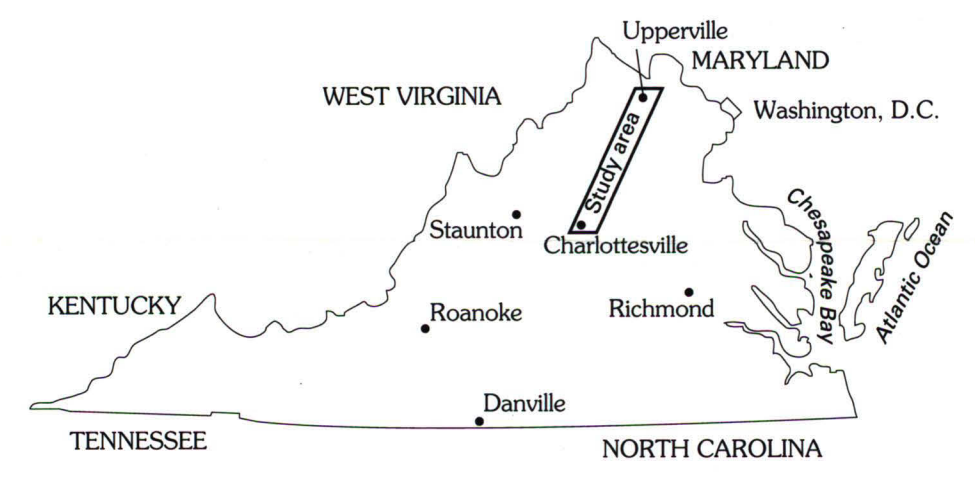 Upperville
MARYLAND
WEST VIRGINIA
Washington, D.C.
Study area
Staunton
Charlottesville
Chesapeake Bay
Atlantic Ocean
KENTUCKY
Roanoke
Richmond
Danville
TENNESSEE
NORTH CAROLINA